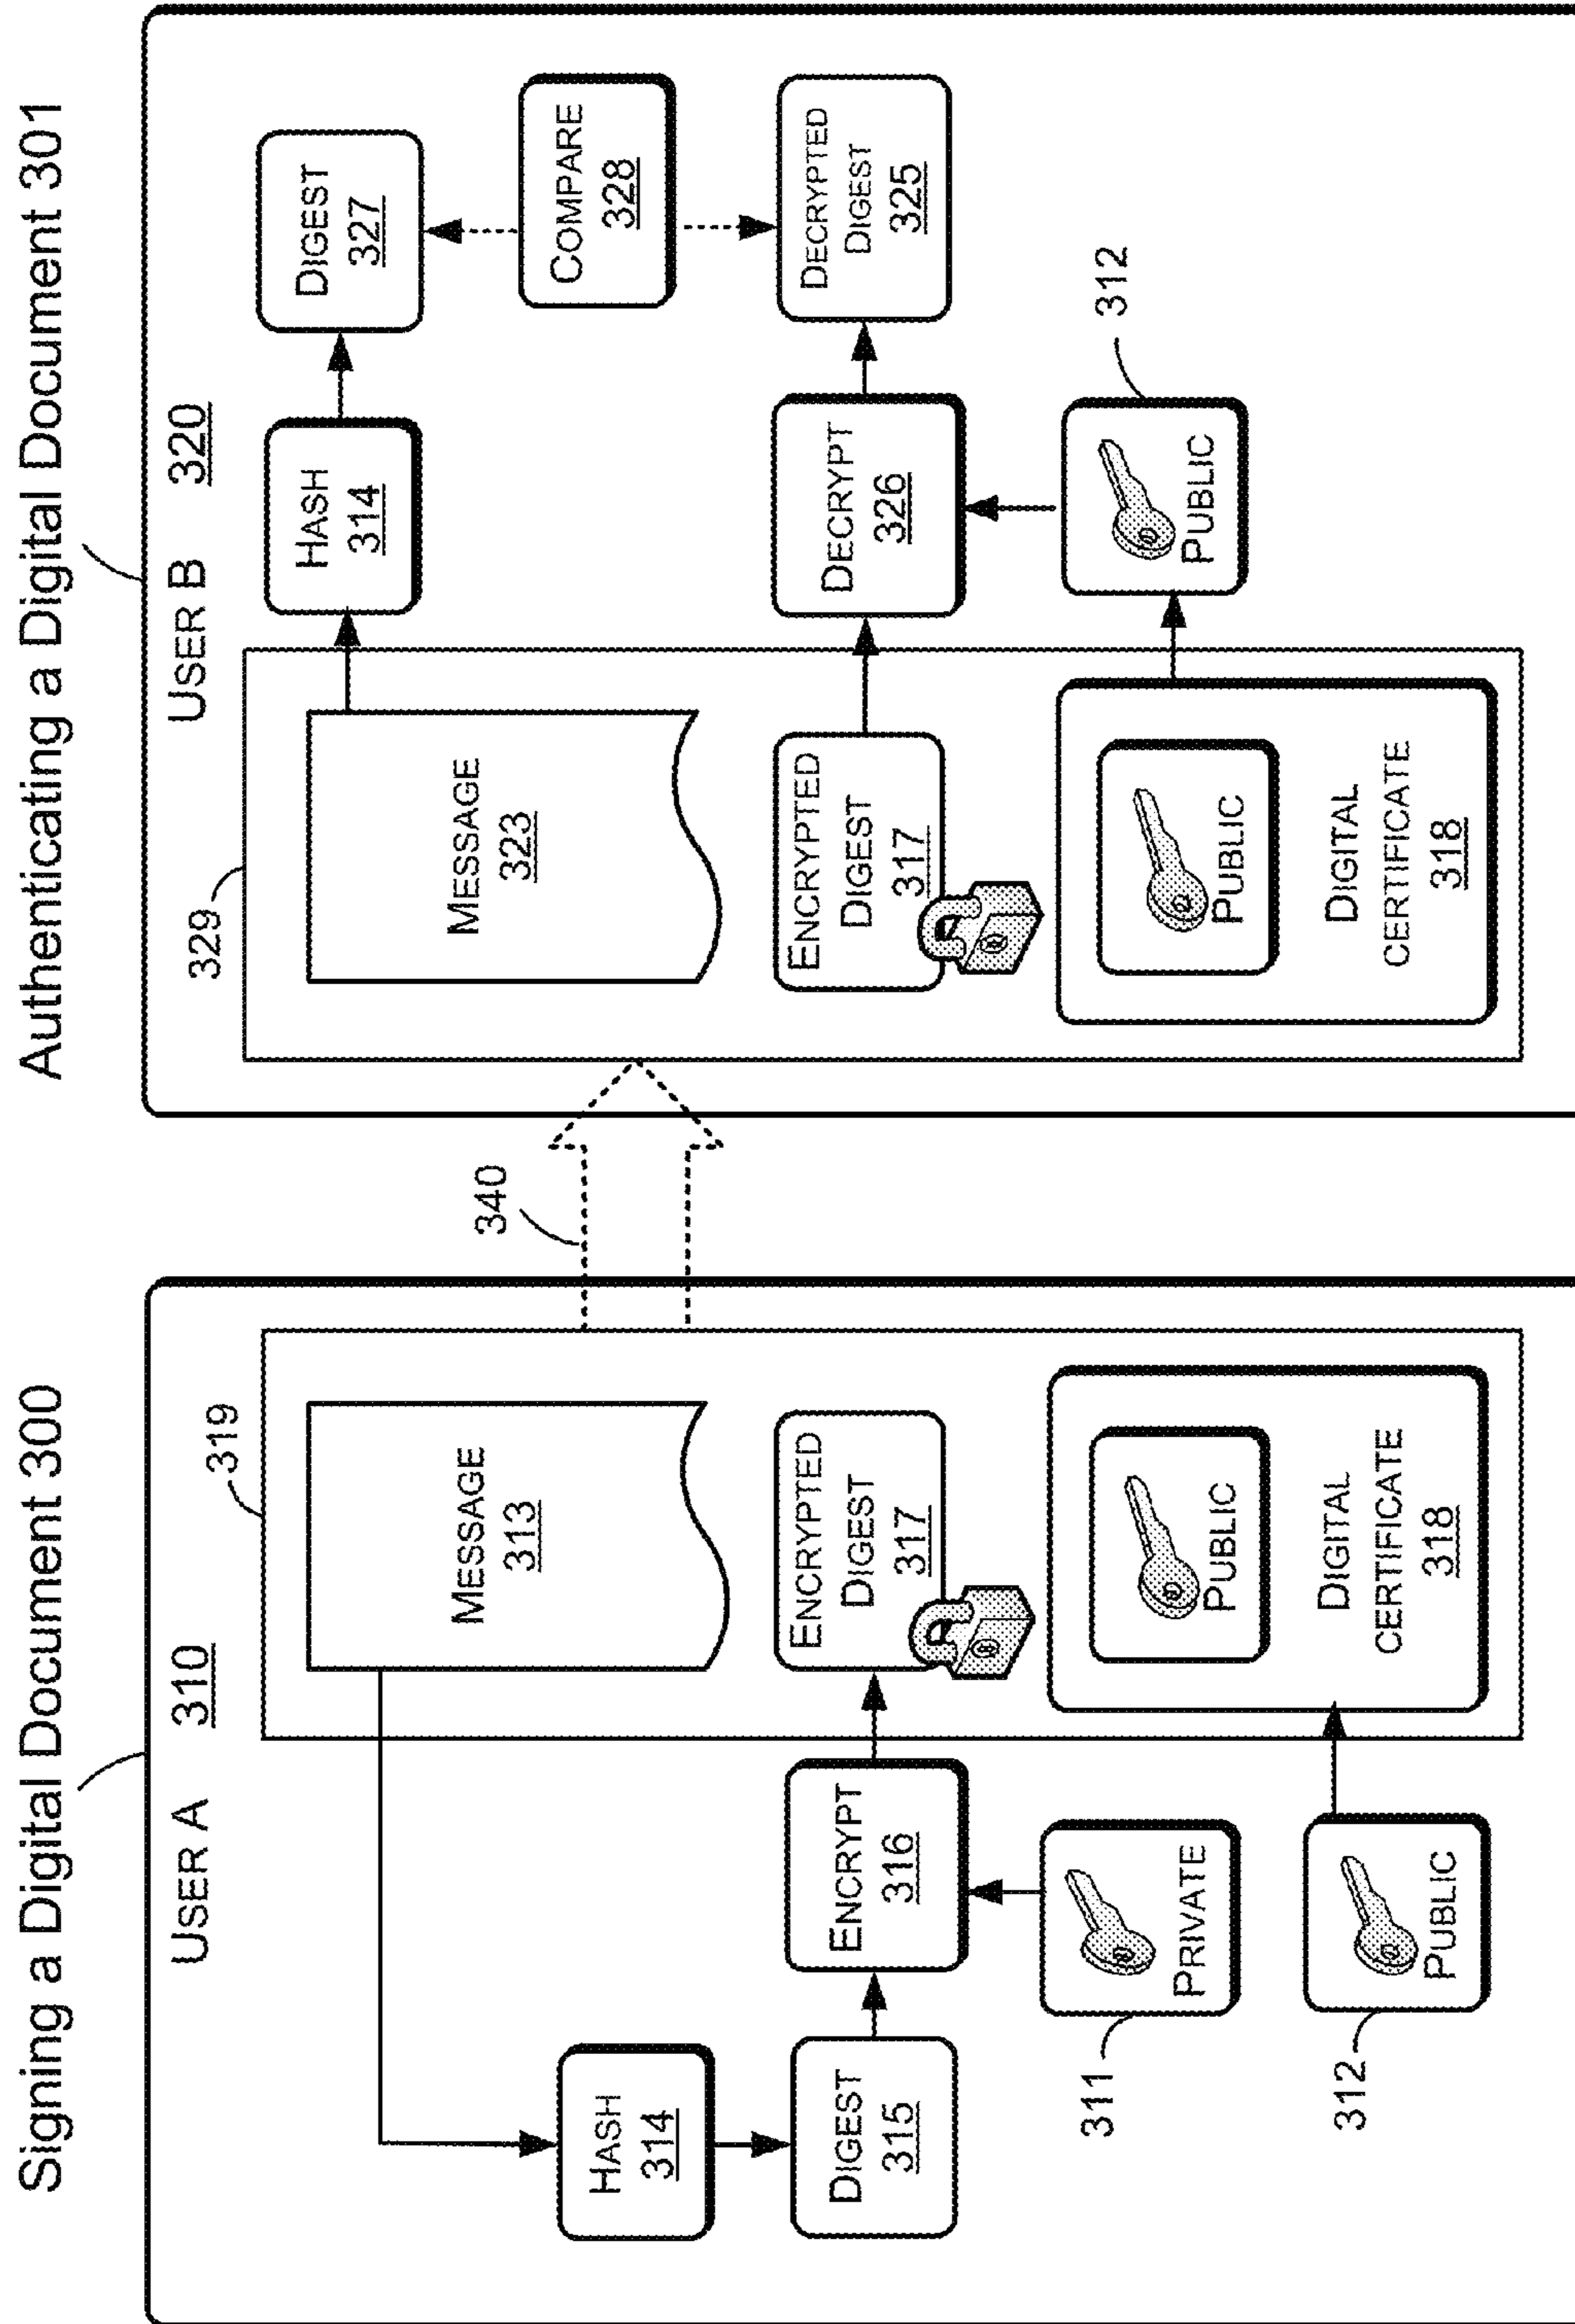 Signing a Digital Document 300
USER A 310
319
MESSAGE
313
HASH
314
DIGEST
315
ENCRYPT
316
ENCRYPTED
DIGEST
317
311
PRIVATE
312
PUBLIC
PUBLIC
DIGITAL
CERTIFICATE
318
340
Authenticating a Digital Document 301
USER B 320
329
MESSAGE
323
HASH
314
DIGEST
327
COMPARE
328
ENCRYPTED
DIGEST
317
DECRYPT
326
DECRYPTED
DIGEST
325
PUBLIC
DIGITAL
CERTIFICATE
318
PUBLIC
312